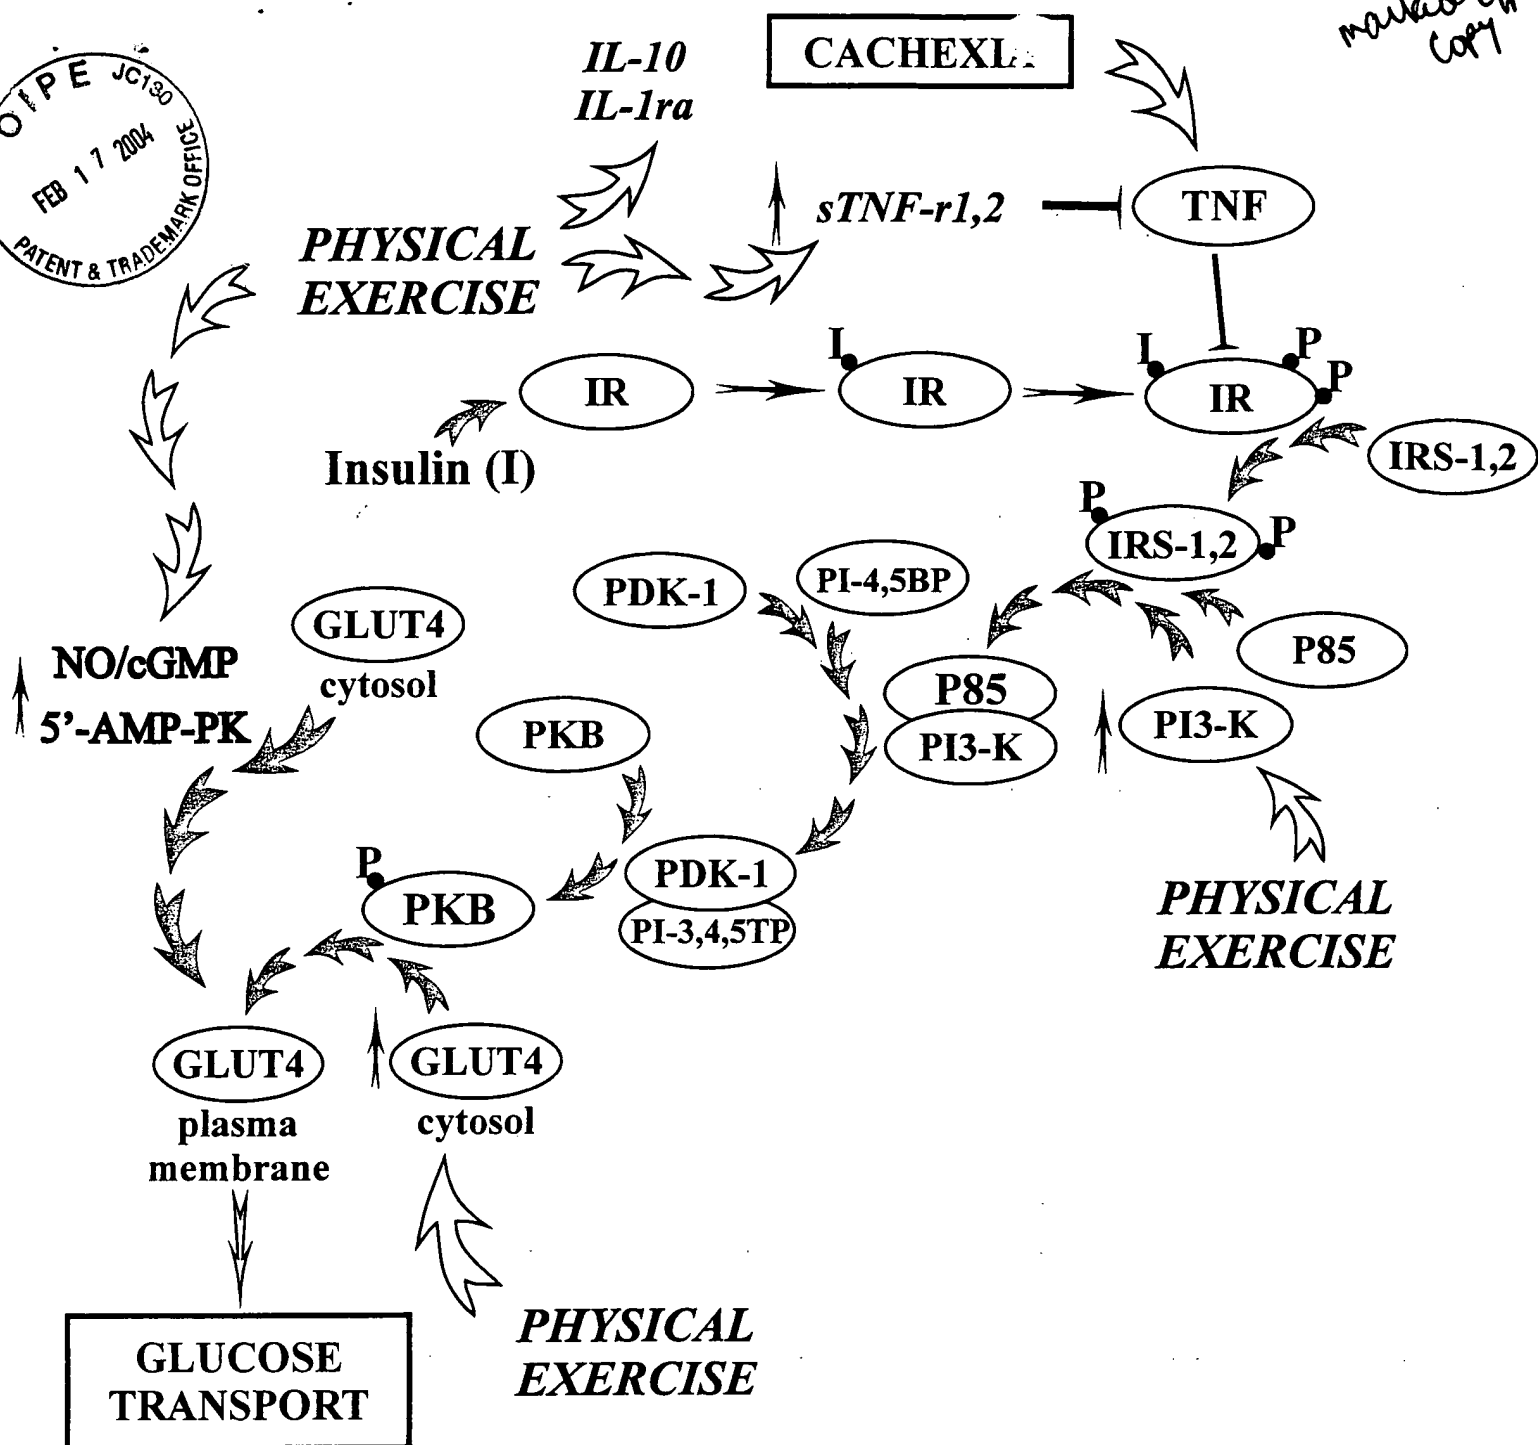 marked up
copy
OIPE JC130
FEB 17 2004
PATENT & TRADEMARK OFFICE
IL-10
IL-1ra
CACHEXI
sTNF-r1,2
TNF
PHYSICAL
EXERCISE
I
P
P
I
IR
IR
IR
Insulin (I)
IRS-1,2
P
IRS-1,2
P
PDK-1
PI-4,5BP
GLUT4
cytosol
NO/cGMP
5’-AMP-PK
P85
P85
PI3-K
PI3-K
PKB
P
PKB
PDK-1
PI-3,4,5TP
PHYSICAL
EXERCISE
GLUT4
plasma
membrane
GLUT4
cytosol
PHYSICAL
EXERCISE
GLUCOSE
TRANSPORT